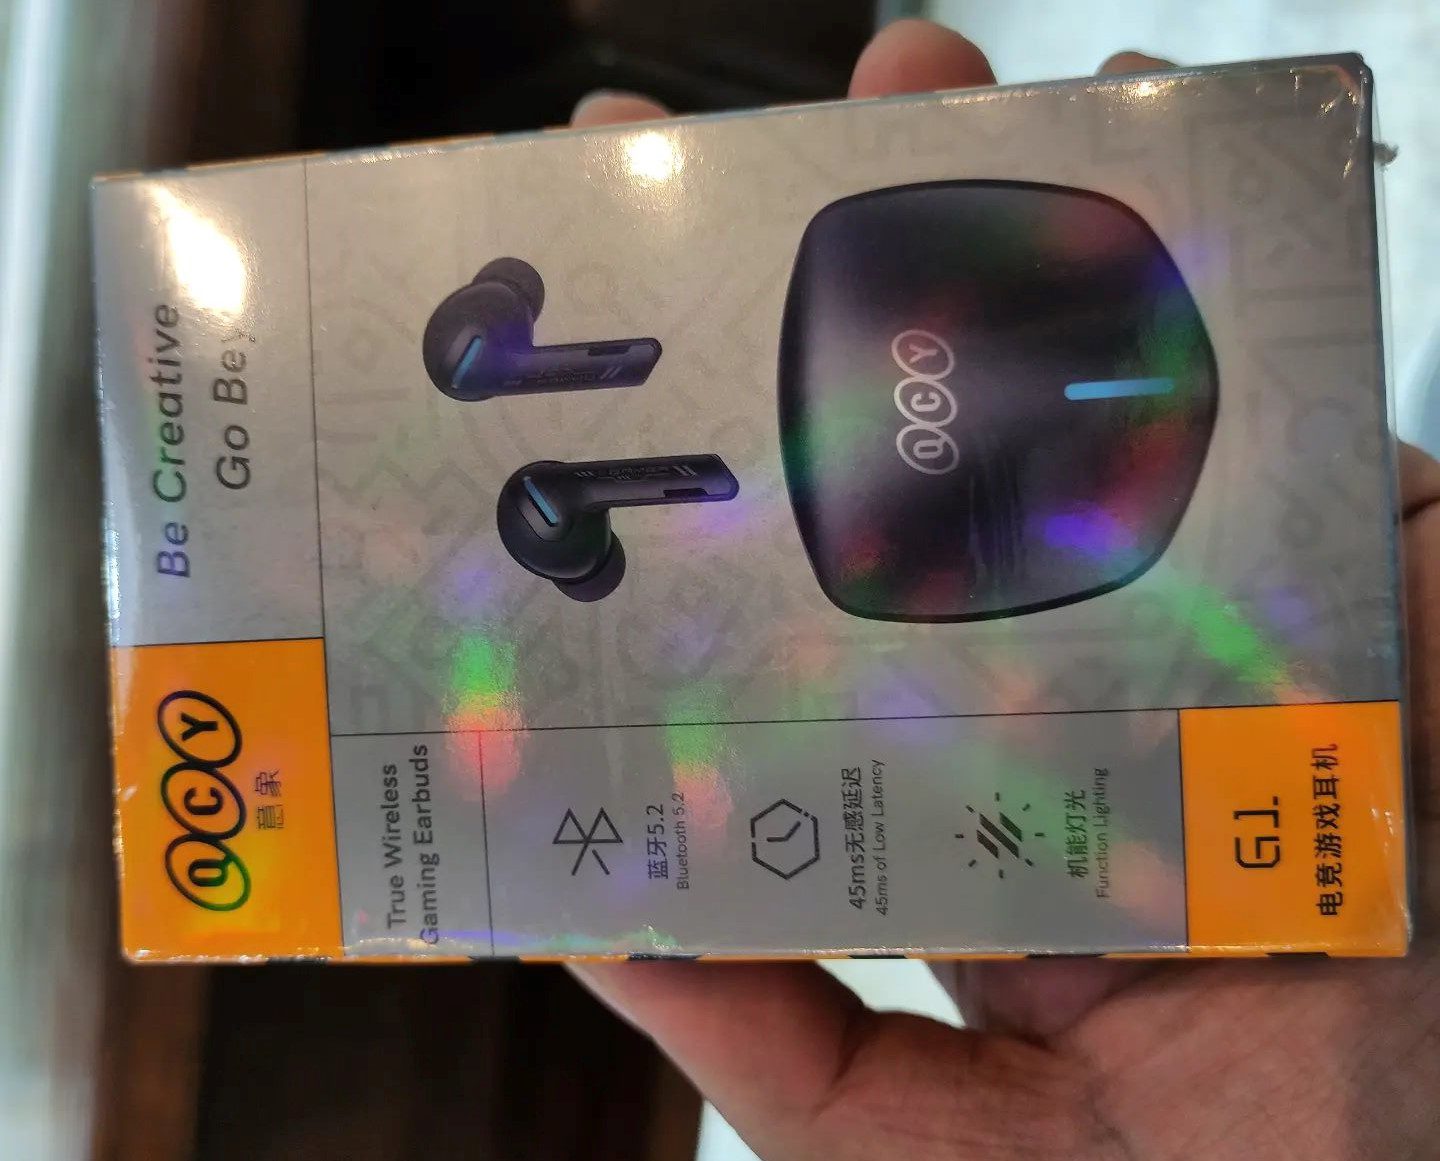 QCY
意象
Be Creative
Go Bey
True Wireless
Gaming Earbuds
蓝牙5.2
Bluetooth 5.2
45ms无感延迟
45ms of Low Latency
机能灯光
Function Lighting
QCY
G1
电竞游戏耳机